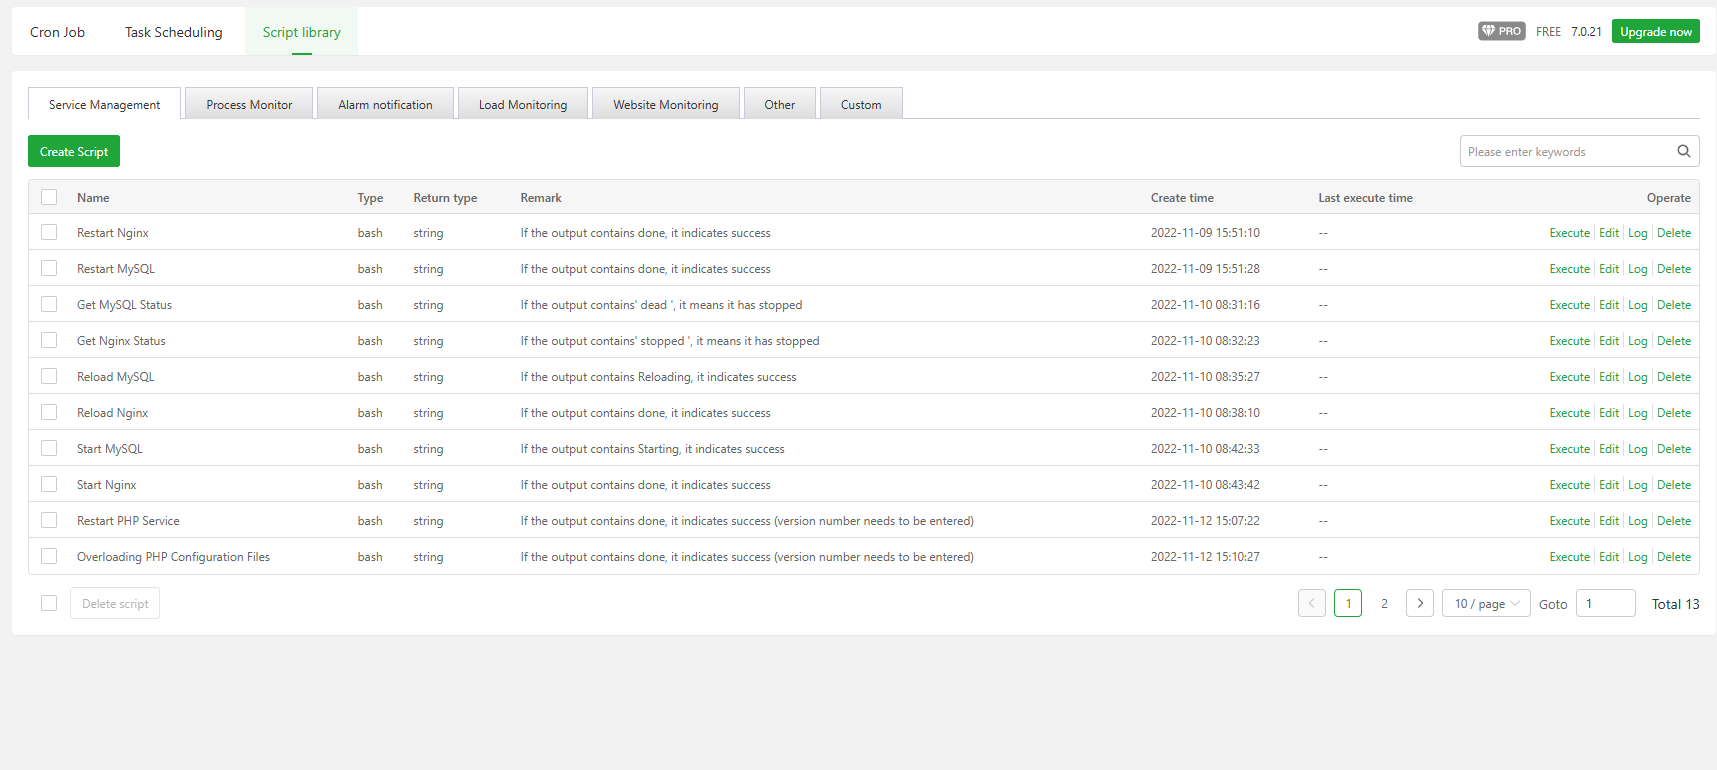 Cron Job Task Scheduling Script library PRO FREE 7.0.21 Upgrade now
Service Management Process Monitor Alarm notification Load Monitoring Website Monitoring Other Custom
Create Script Please enter keywords
Name Type Return type Remark Create time Last execute time Operate
Restart Nginx bash string If the output contains done, it indicates success 2022-11-09 15:51:10 -- Execute Edit Log Delete
Restart MySQL bash string If the output contains done, it indicates success 2022-11-09 15:51:28 -- Execute Edit Log Delete
Get MySQL Status bash string If the output contains' dead ', it means it has stopped 2022-11-10 08:31:16 -- Execute Edit Log Delete
Get Nginx Status bash string If the output contains' stopped ', it means it has stopped 2022-11-10 08:32:23 -- Execute Edit Log Delete
Reload MySQL bash string If the output contains Reloading, it indicates success 2022-11-10 08:35:27 -- Execute Edit Log Delete
Reload Nginx bash string If the output contains done, it indicates success 2022-11-10 08:38:10 -- Execute Edit Log Delete
Start MySQL bash string If the output contains Starting, it indicates success 2022-11-10 08:42:33 -- Execute Edit Log Delete
Start Nginx bash string If the output contains done, it indicates success 2022-11-10 08:43:42 -- Execute Edit Log Delete
Restart PHP Service bash string If the output contains done, it indicates success (version number needs to be entered) 2022-11-12 15:07:22 -- Execute Edit Log Delete
Overloading PHP Configuration Files bash string If the output contains done, it indicates success (version number needs to be entered) 2022-11-12 15:10:27 -- Execute Edit Log Delete
Delete script 1 2 10 / page Goto 1 Total 13